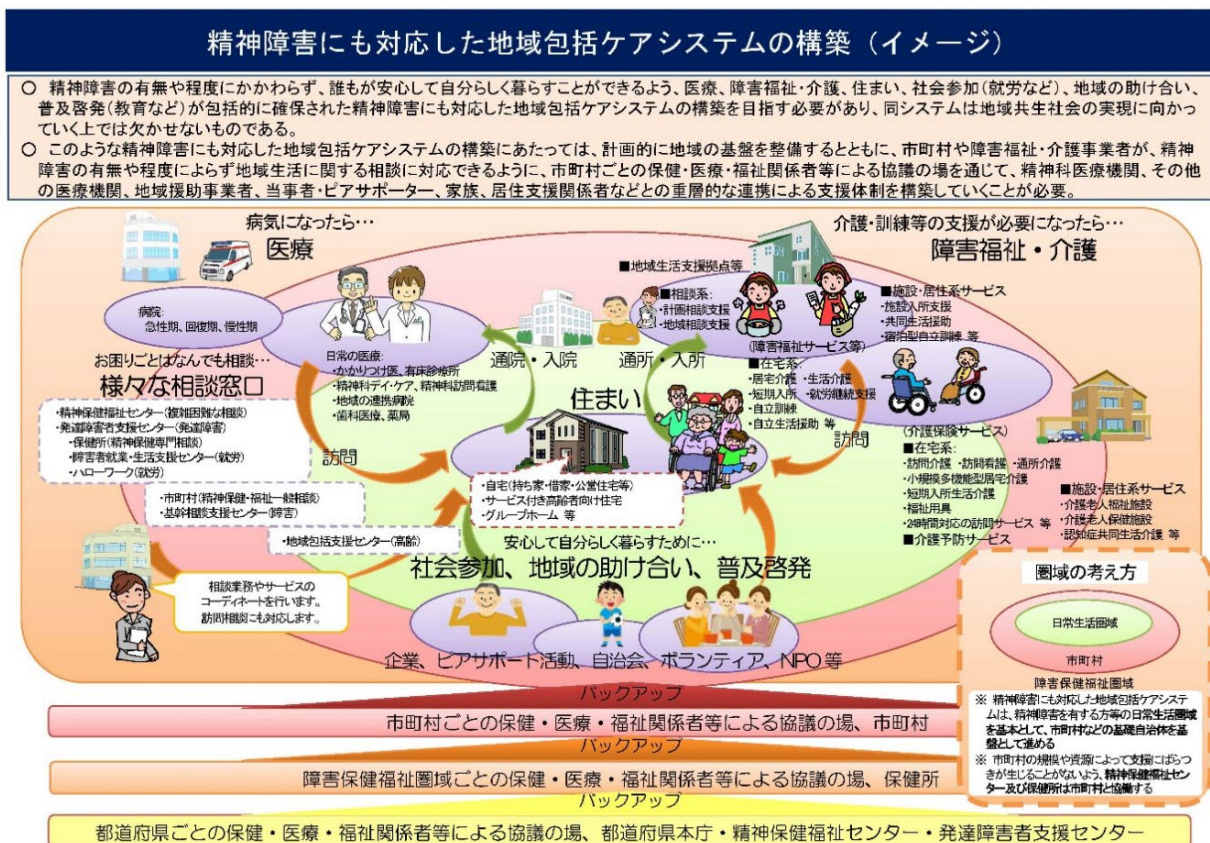 精神障害にも対応した地域包括ケアシステムの構築（イメージ）
○ 精神障害の有無や程度にかかわらず、誰もが安心して自分らしく暮らすことができるよう、医療、障害福祉・介護、住まい、社会参加（就労など）、地域の助け合い、
普及啓発（教育など）が包括的に確保された精神障害にも対応した地域包括ケアシステムの構築を目指す必要があり、同システムは地域共生社会の実現に向かっ
ていく上では欠かせないものである。
○ このような精神障害にも対応した地域包括ケアシステムの構築にあたっては、計画的に地域の基盤を整備するとともに、市町村や障害福祉・介護事業者が、精神
障害の有無や程度によらず地域生活に関する相談に対応できるように、市町村ごとの保健・医療・福祉関係者等による協議の場を通じて、精神科医療機関、その他
の医療機関、地域援助事業者、当事者・ピアサポーター、家族、居住支援関係者などとの重層的な連携による支援体制を構築していくことが必要。
病気になったら…
医療
病院：
急性期、回復期、慢性期
日常の医療：
・かかりつけ医、有床診療所
・精神科デイ・ケア、精神科訪問看護
・地域の連携病院
・歯科医療、薬局
お困りごとはなんでも相談…
様々な相談窓口
・精神保健福祉センター（複雑困難な相談）
・発達障害者支援センター（発達障害）
・保健所（精神保健専門相談）
・障害者就業・生活支援センター（就労）
・ハローワーク（就労）
・市町村（精神保健・福祉一般相談）
・基幹相談支援センター（障害）
・地域包括支援センター（高齢）
相談業務やサービスの
コーディネートを行います。
訪問相談にも対応します。
訪問
通院・入院
通所・入所
訪問
住まい
・自宅（持ち家・借家・公営住宅等）
・サービス付き高齢者向け住宅
・グループホーム 等
介護・訓練等の支援が必要になったら…
障害福祉・介護
■地域生活支援拠点等
■相談系：
・計画相談支援
・地域相談支援
（障害福祉サービス等）
■在宅系：
・居宅介護 ・生活介護
・短期入所 ・就労継続支援
・自立訓練
・自立生活援助 等
■施設・居住系サービス
・施設入所支援
・共同生活援助
・宿泊型自立訓練 等
（介護保険サービス）
■在宅系：
・訪問介護 ・訪問看護 ・通所介護
・小規模多機能型居宅介護
・短期入所生活介護
・福祉用具
・24時間対応の訪問サービス 等
■介護予防サービス
■施設・居住系サービス
・介護老人福祉施設
・介護老人保健施設
・認知症共同生活介護 等
安心して自分らしく暮らすために…
社会参加、地域の助け合い、普及啓発
企業、ピアサポート活動、自治会、ボランティア、NPO 等
圏域の考え方
日常生活圏域
市町村
障害保健福祉圏域
※ 精神障害にも対応した地域包括ケアシステ
ムは、精神障害を有する方等の日常生活圏域
を基本として、市町村などの基礎自治体を基
盤として進める
※ 市町村の規模や資源によって支援にばらつ
きが生じることがないよう、精神保健福祉セン
ター及び保健所は市町村と協働する
バックアップ
市町村ごとの保健・医療・福祉関係者等による協議の場、市町村
バックアップ
障害保健福祉圏域ごとの保健・医療・福祉関係者等による協議の場、保健所
バックアップ
都道府県ごとの保健・医療・福祉関係者等による協議の場、都道府県本庁・精神保健福祉センター・発達障害者支援センター